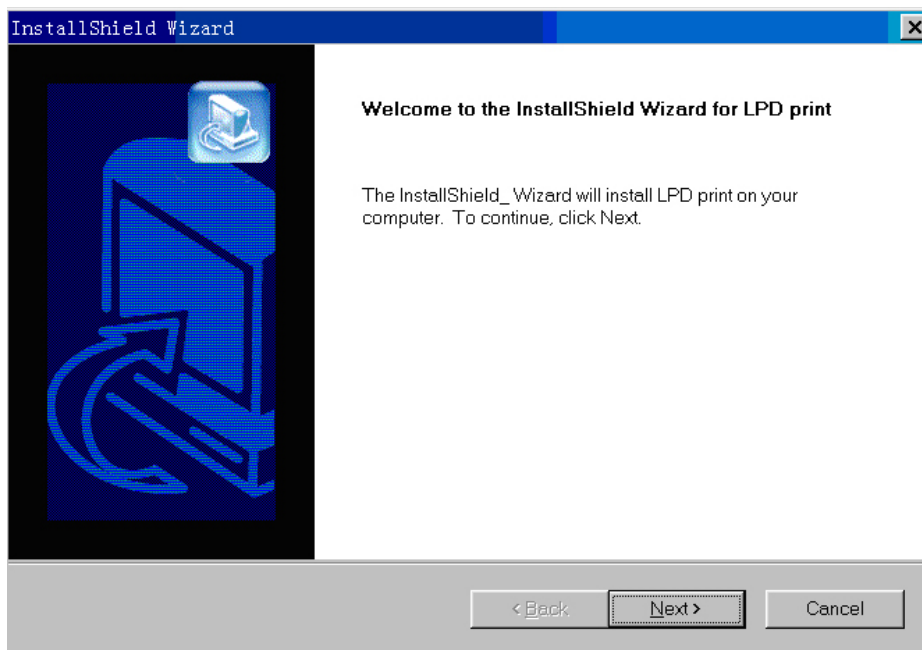 InstallShield Wizard
Welcome to the InstallShield Wizard for LPD print
The InstallShield_ Wizard will install LPD print on your
computer. To continue, click Next.
< Back
Next >
Cancel